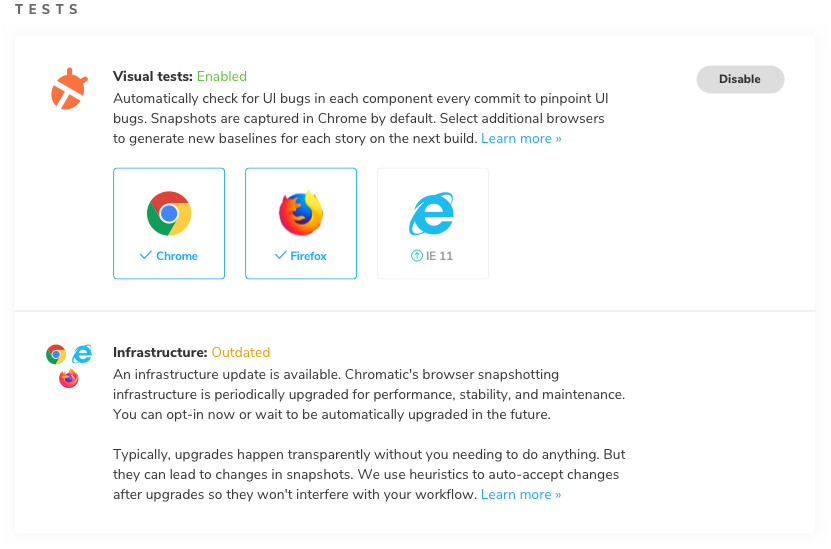 TESTS
Visual tests: Enabled
Disable
Automatically check for UI bugs in each component every commit to pinpoint UI
bugs. Snapshots are captured in Chrome by default. Select additional browsers
to generate new baselines for each story on the next build. Learn more »
Chrome
Firefox
IE 11
Infrastructure: Outdated
An infrastructure update is available. Chromatic's browser snapshotting
infrastructure is periodically upgraded for performance, stability, and maintenance.
You can opt-in now or wait to be automatically upgraded in the future.
Typically, upgrades happen transparently without you needing to do anything. But
they can lead to changes in snapshots. We use heuristics to auto-accept changes
after upgrades so they won't interfere with your workflow. Learn more »